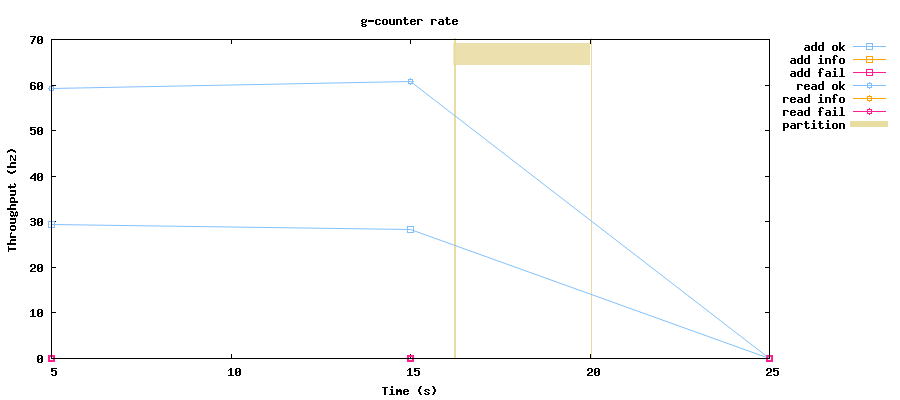 g-counter rate
70
60
50
40
30
20
10
0
Throughput (hz)
5
10
15
20
25
Time (s)
add ok
add info
add fail
read ok
read info
read fail
partition